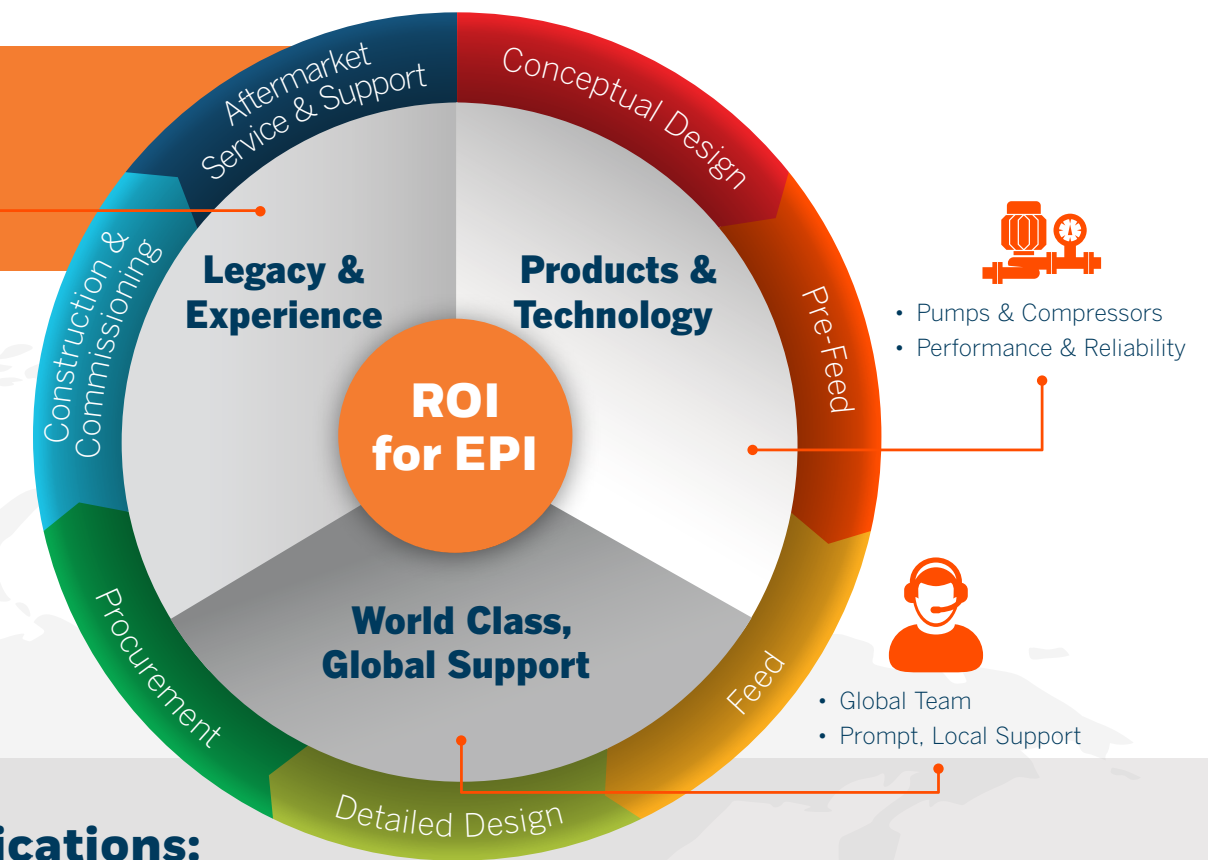 Aftermarket
Service & Support
Conceptual Design
Pre-Feed
Feed
Detailed Design
Procurement
Construction &
Commissioning
Legacy &
Experience
Products &
Technology
ROI
for EPI
World Class,
Global Support
• Pumps & Compressors
• Performance & Reliability
• Global Team
• Prompt, Local Support
ications: